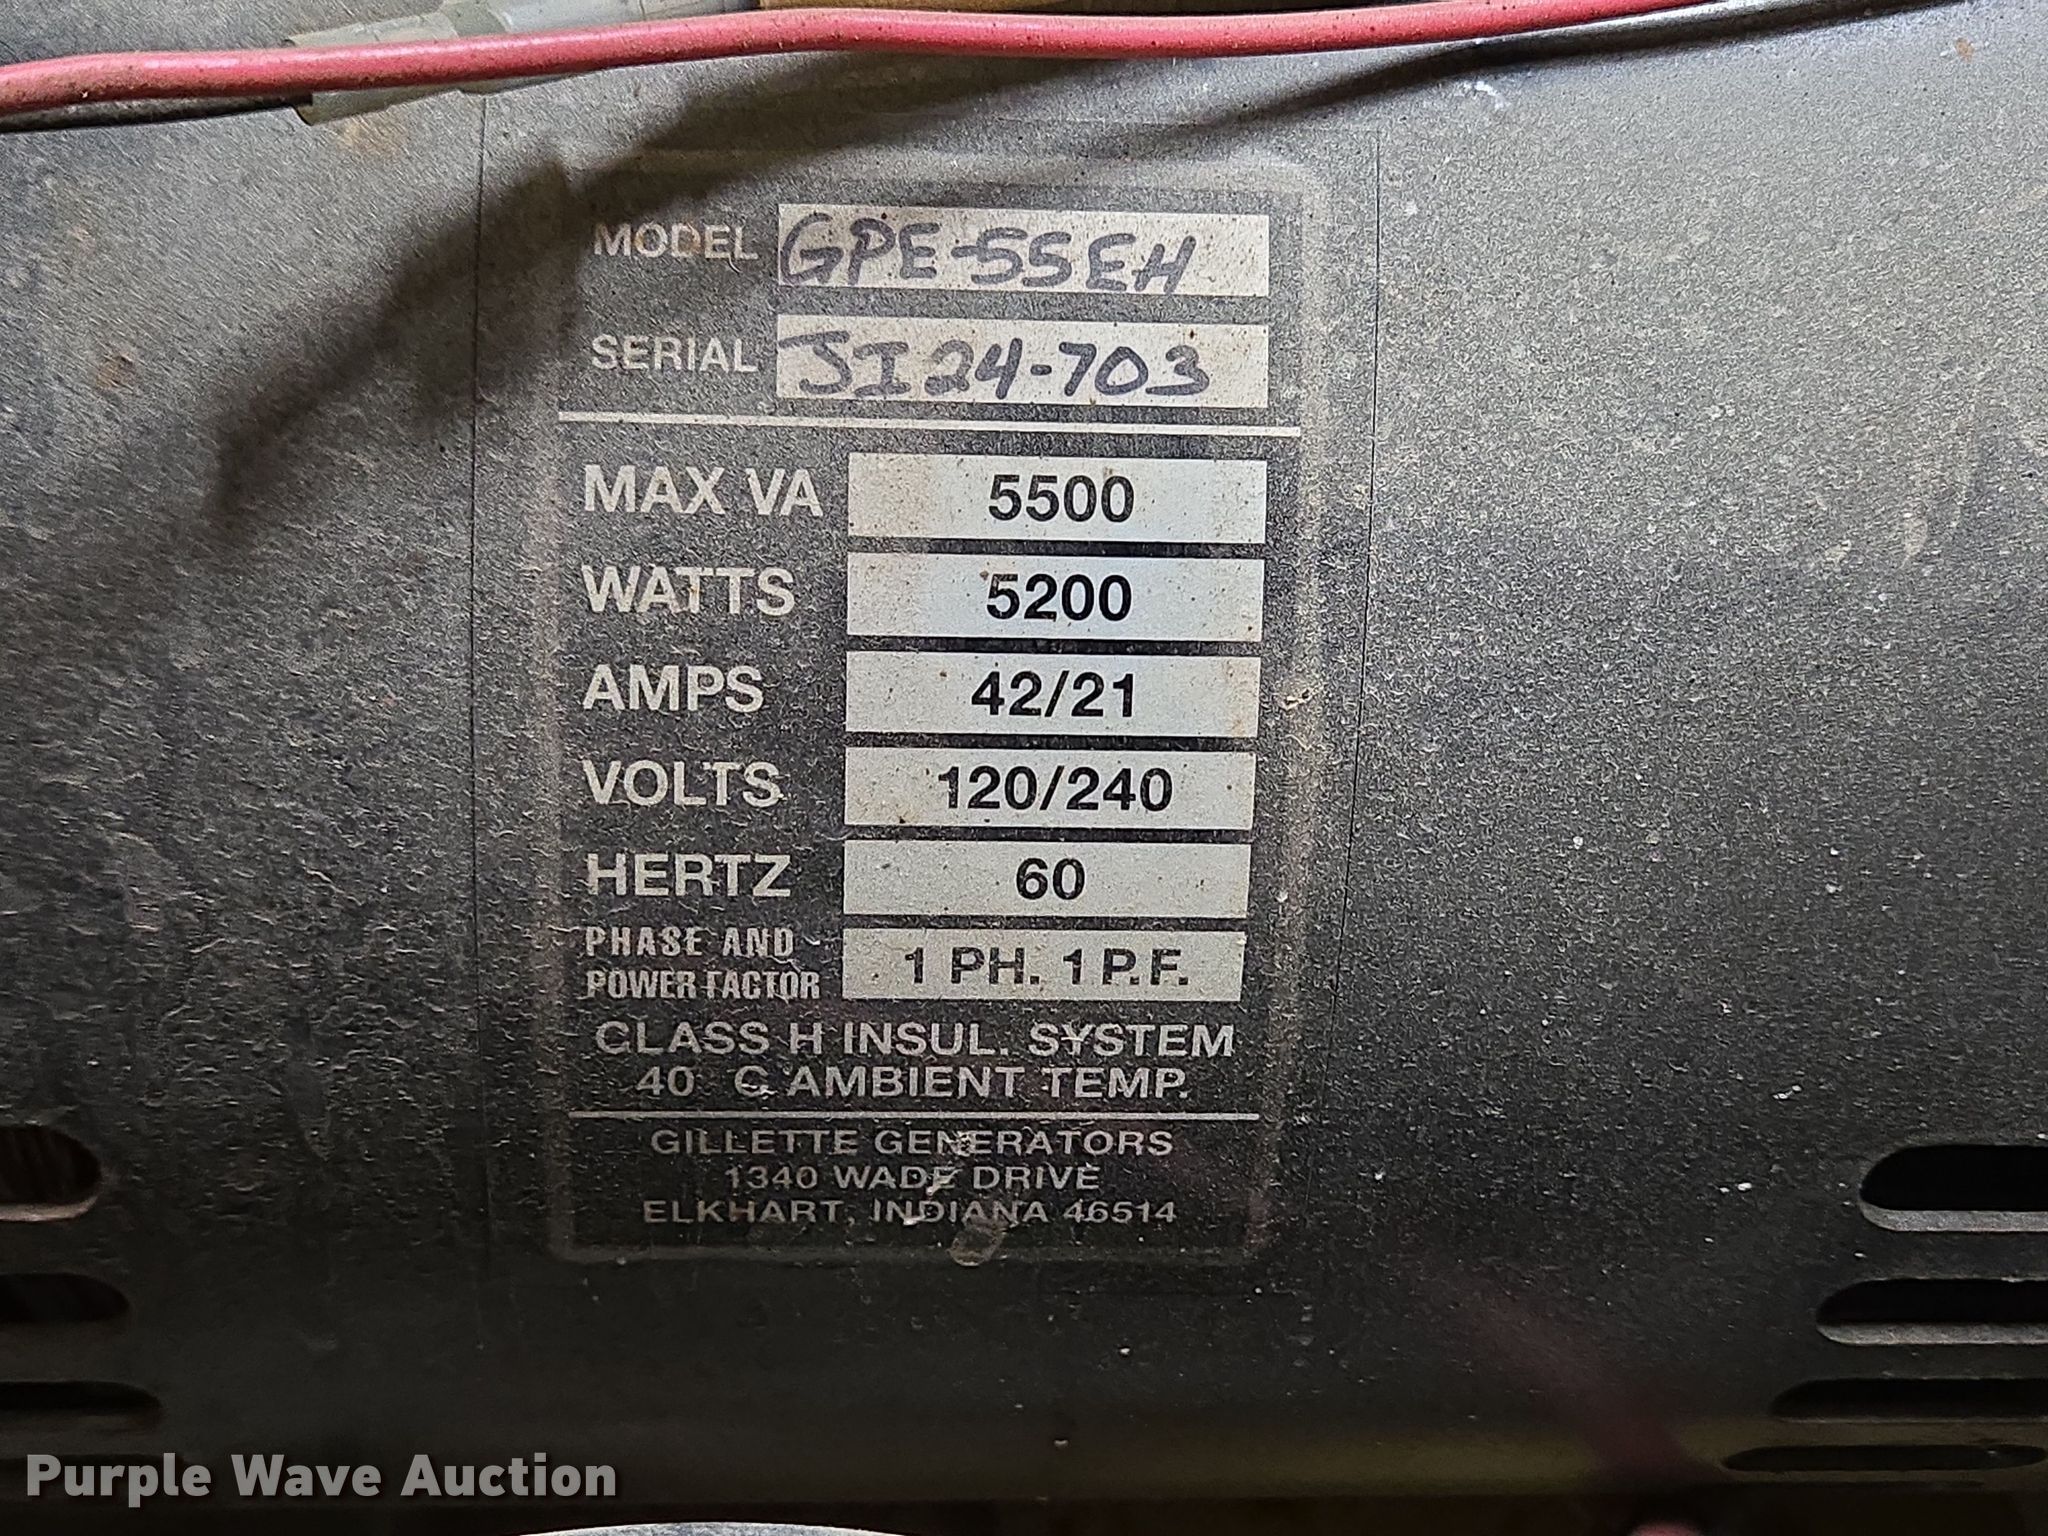 MODEL GPE-55EH
SERIAL JI24-703
MAX VA 5500
WATTS 5200
AMPS 42/21
VOLTS 120/240
HERTZ 60
PHASE AND POWER FACTOR 1 PH. 1 P.F.
CLASS H INSUL. SYSTEM
40° C AMBIENT TEMP.
GILLETTE GENERATORS
1340 WADE DRIVE
ELKHART, INDIANA 46514
Purple Wave Auction